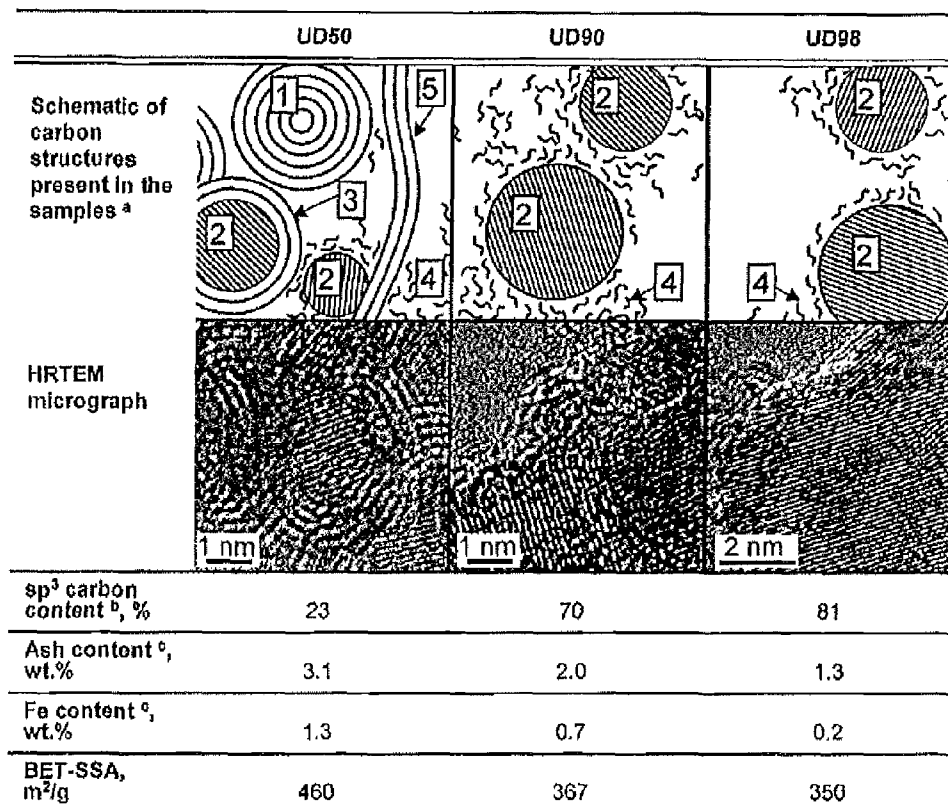 UD50 UD90 UD98
Schematic of
carbon
structures
present in the
samples a
1 5 2 2
3 2 2
2 2 4 4 4
HRTEM
micrograph
1 nm 1 nm 2 nm
sp³ carbon
content b, % 23 70 81
Ash content c,
wt.% 3.1 2.0 1.3
Fe content c,
wt.% 1.3 0.7 0.2
BET-SSA,
m²/g 460 367 350